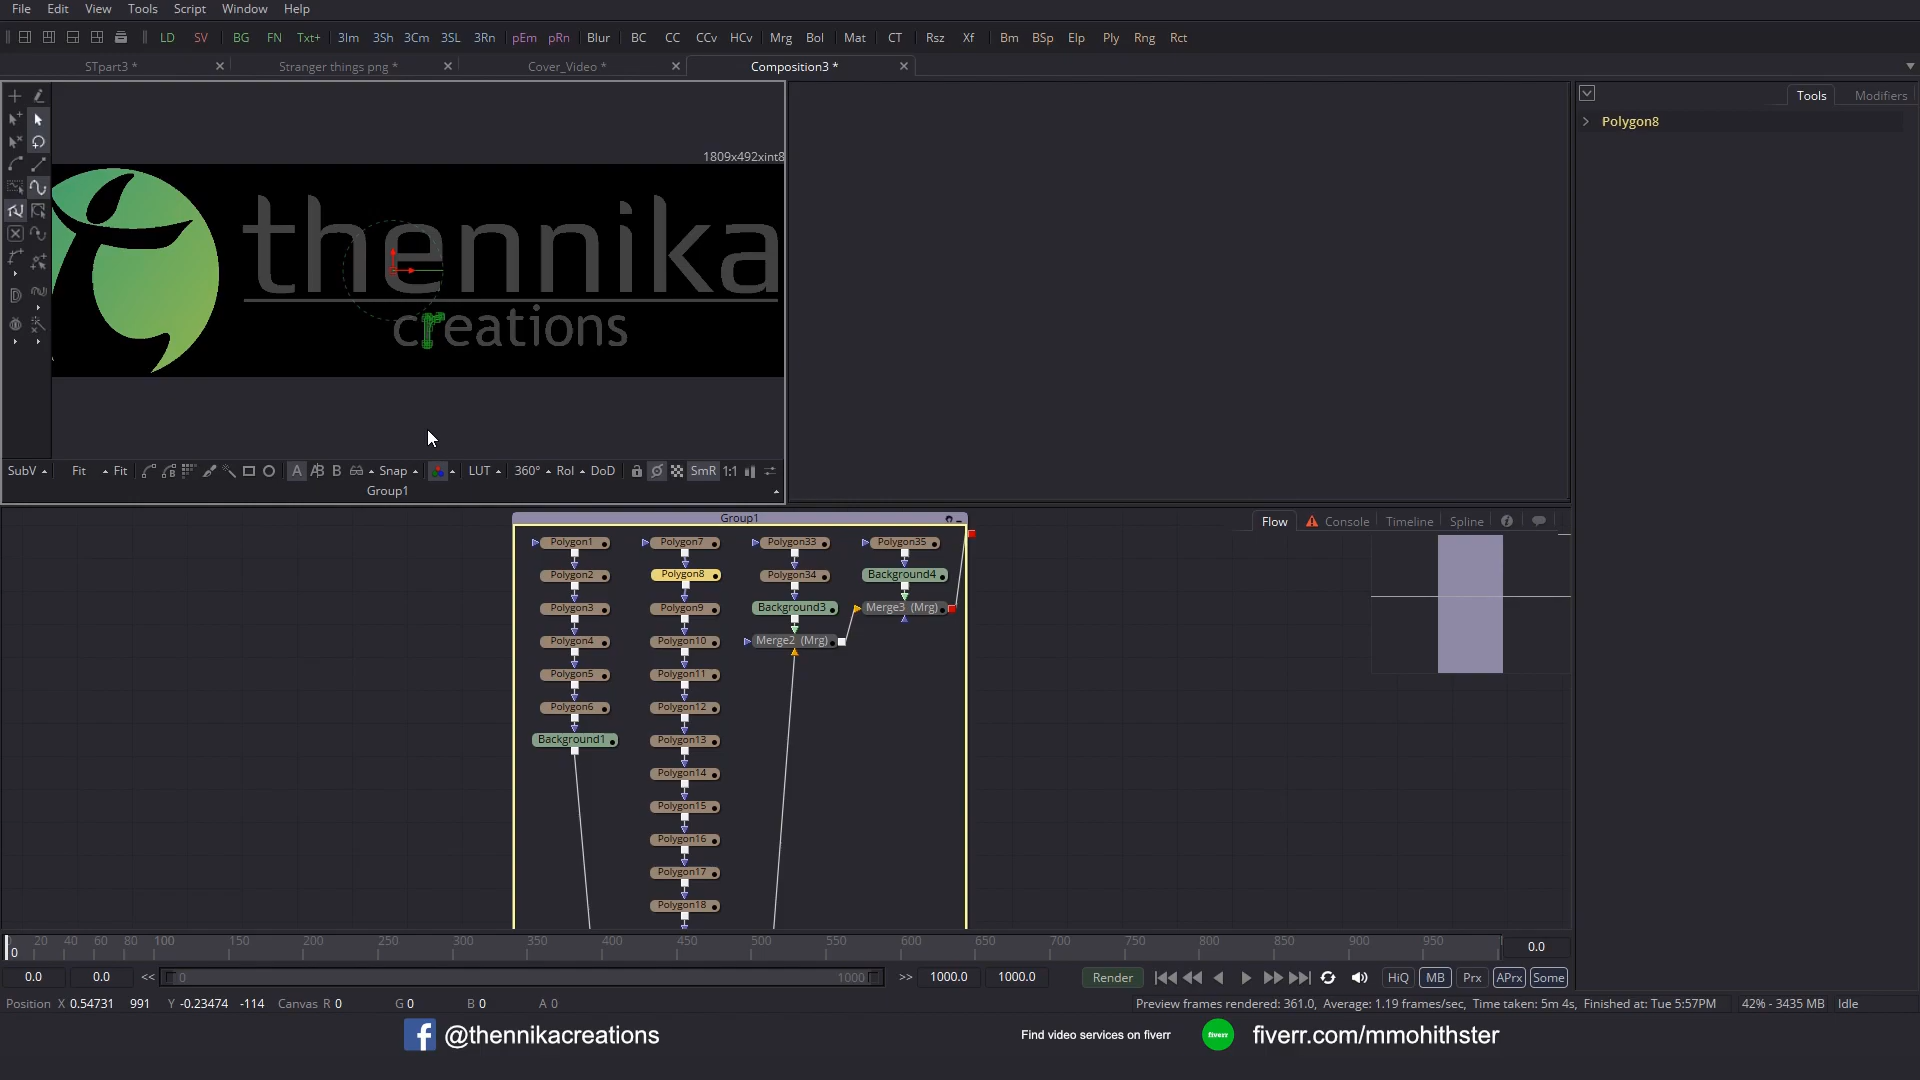 File Edit View Tools Script Window Help
LD SV BG FN Txt+ 3Im 3Sh 3Cm 3SL 3Rn pEm pRn Blur BC CC CCv HCv Mrg Bol Mat CT Rsz Xf Bm BSp Elp Ply Rng Rct
STpart3 * Stranger things png * Cover_Video * Composition3 *
Tools Modifiers
Polygon8
1809x492xint8
thennika
creations
SubV Fit Fit A B Snap LUT 360° RoI DoD SmR 1:1
Group1
Group1
Flow Console Timeline Spline
Polygon1 Polygon7 Polygon33 Polygon35
Polygon2 Polygon8 Polygon34 Background4
Polygon3 Polygon9 Background3 Merge3 (Mrg)
Polygon4 Polygon10 Merge2 (Mrg)
Polygon5 Polygon11
Polygon6 Polygon12
Background1 Polygon13
Polygon14
Polygon15
Polygon16
Polygon17
Polygon18
0 20 40 60 80 100 150 200 250 300 350 400 450 500 550 600 650 700 750 800 850 900 950
0.0
0.0 0.0 << 0 1000 >> 1000.0 1000.0 Render HiQ MB Prx APrx Some
Position X 0.54731 991 Y -0.23474 -114 Canvas R 0 G 0 B 0 A 0 Preview frames rendered: 361.0, Average: 1.19 frames/sec, Time taken: 5m 4s, Finished at: Tue 5:57PM 42% - 3435 MB Idle
@thennikacreations Find video services on fiverr fiverr fiverr.com/mmohithster